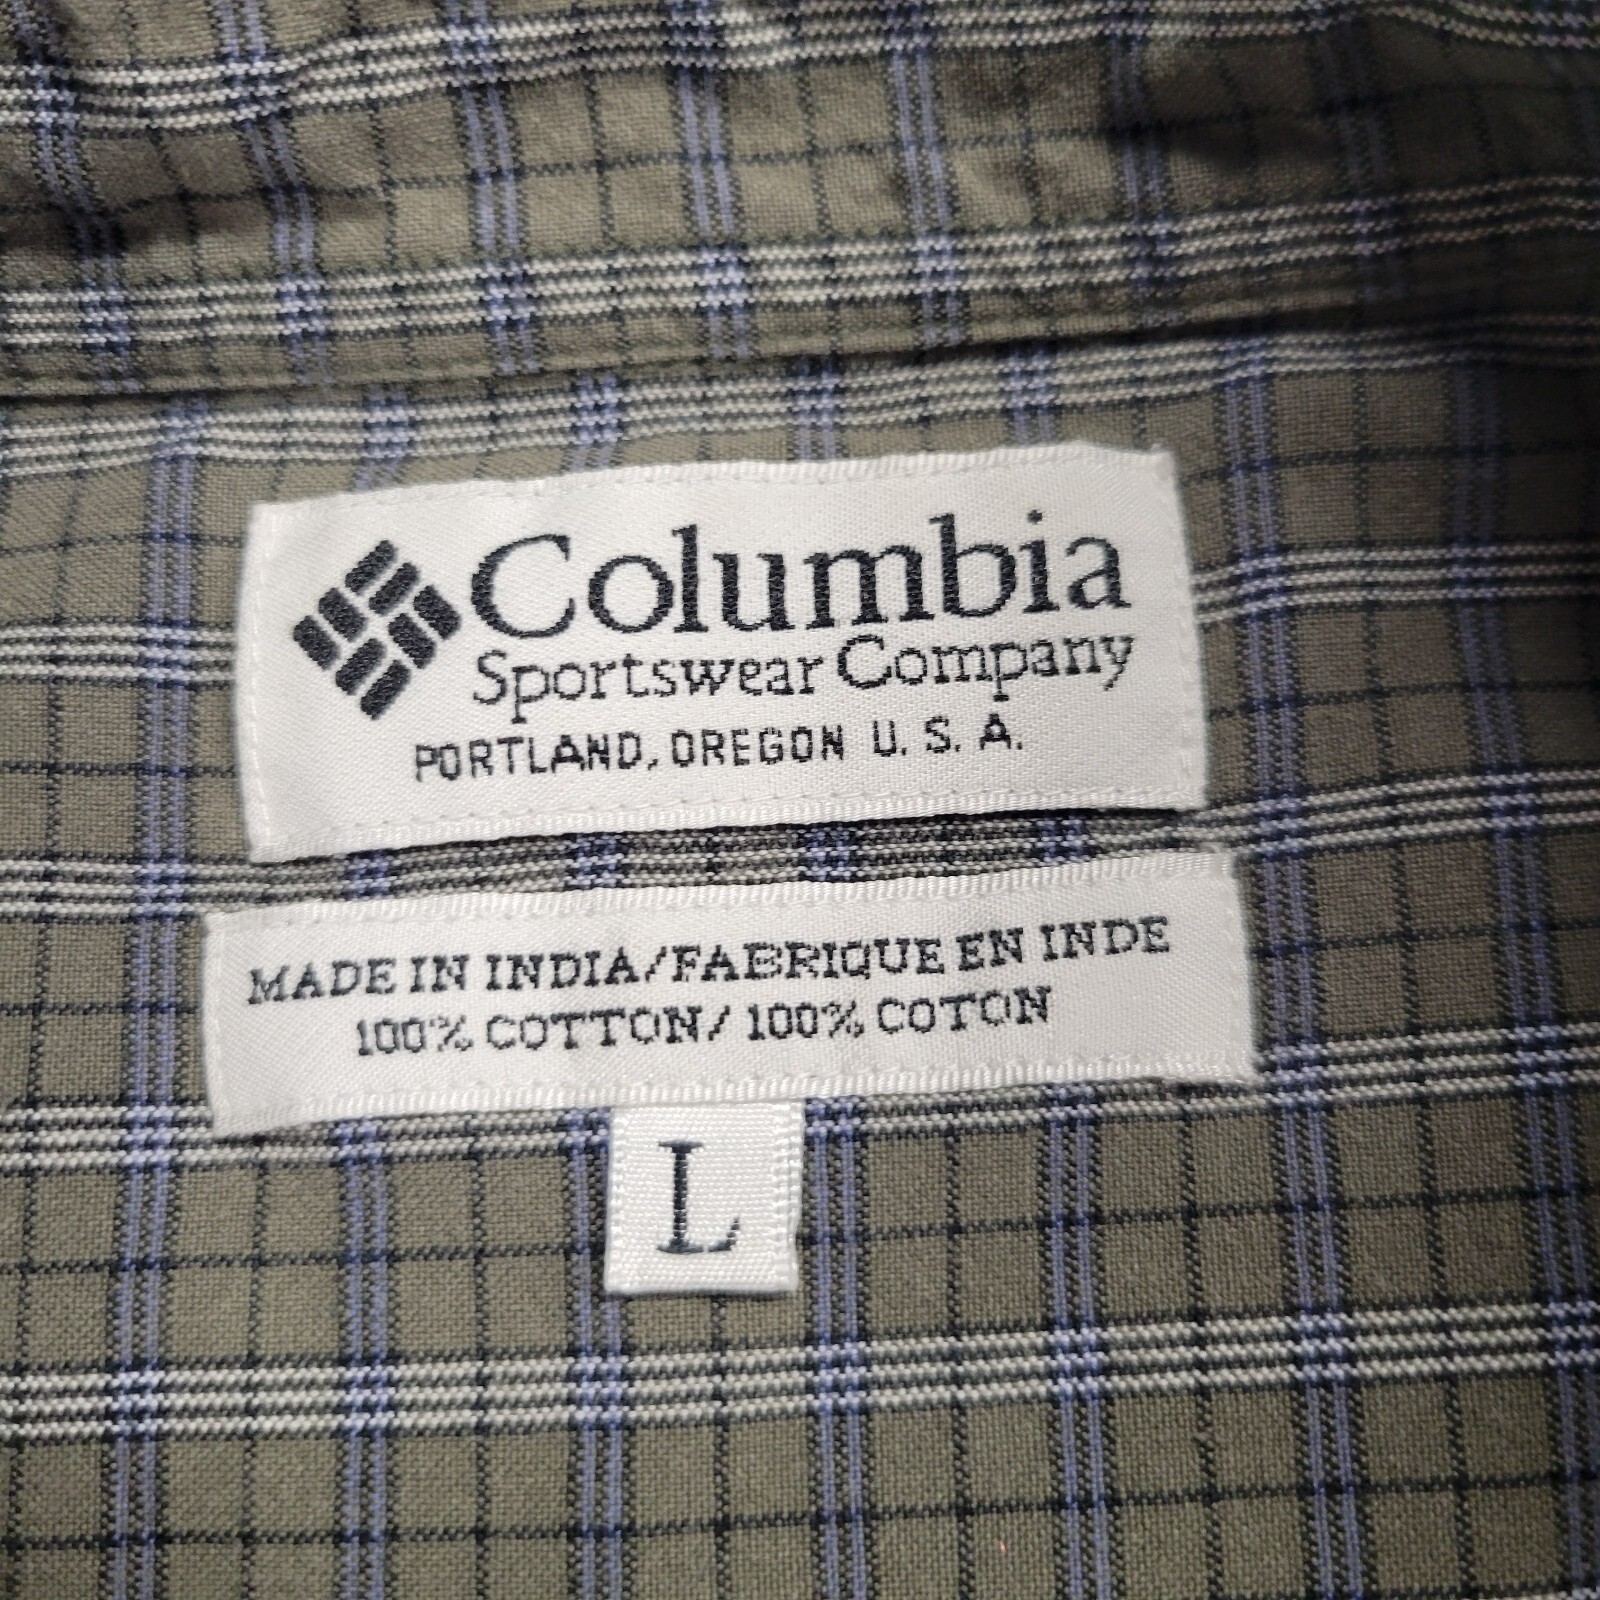 Columbia
Sportswear Company
PORTLAND, OREGON U. S. A.
MADE IN INDIA/FABRIQUE EN INDE
100% COTTON/ 100% COTON
L